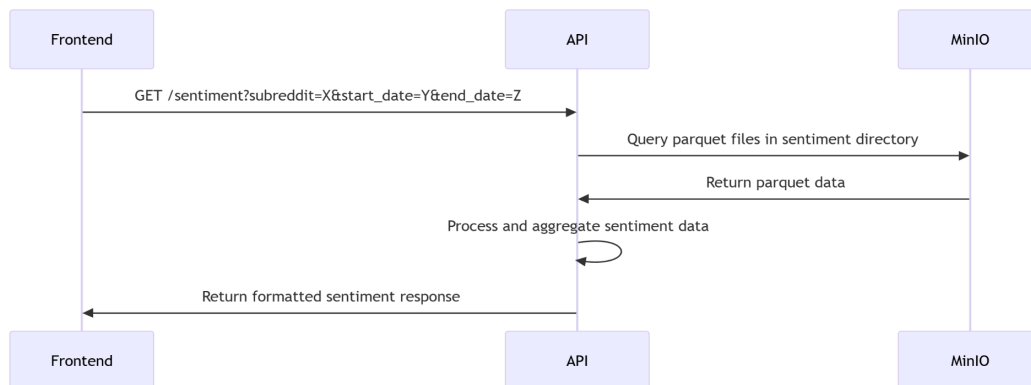 Frontend
API
MinIO
GET /sentiment?subreddit=X&start_date=Y&end_date=Z
Query parquet files in sentiment directory
Return parquet data
Process and aggregate sentiment data
Return formatted sentiment response
Frontend
API
MinIO